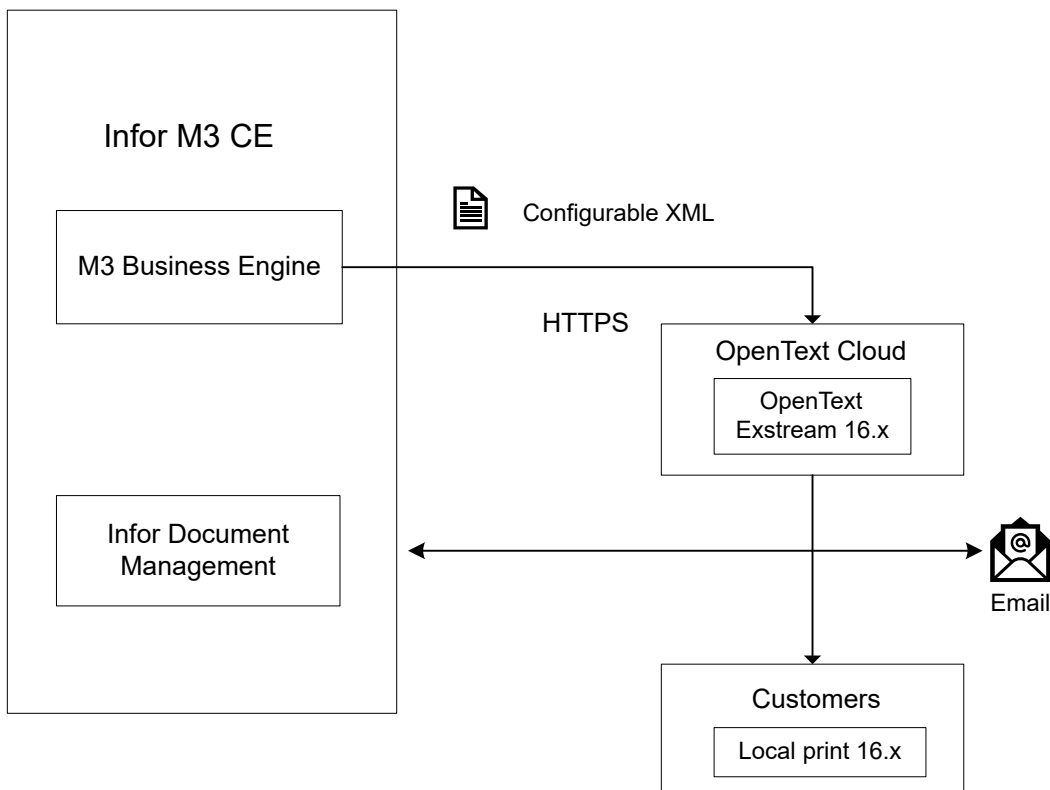 Infor M3 CE
M3 Business Engine
Configurable XML
HTTPS
OpenText Cloud
OpenText
Exstream 16.x
Infor Document
Management
@
Email
Customers
Local print 16.x